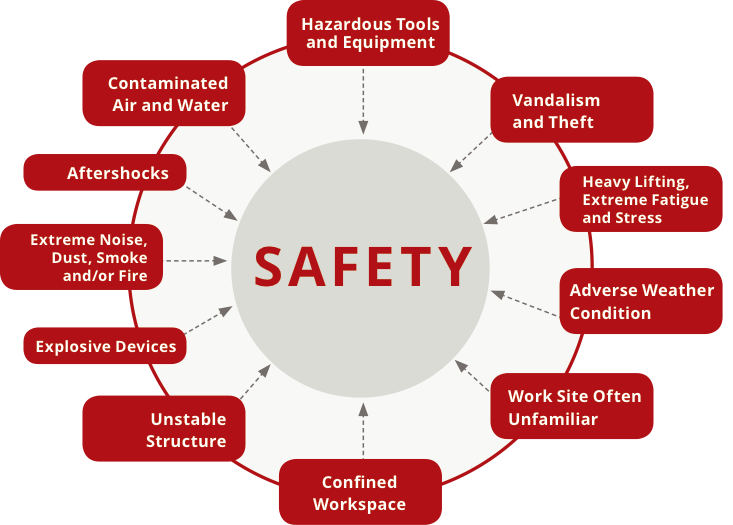 Hazardous Tools
and Equipment
Contaminated
Air and Water
Vandalism
and Theft
Aftershocks
Heavy Lifting,
Extreme Fatigue
and Stress
Extreme Noise,
Dust, Smoke
and/or Fire
SAFETY
Adverse Weather
Condition
Explosive Devices
Work Site Often
Unfamiliar
Unstable
Structure
Confined
Workspace